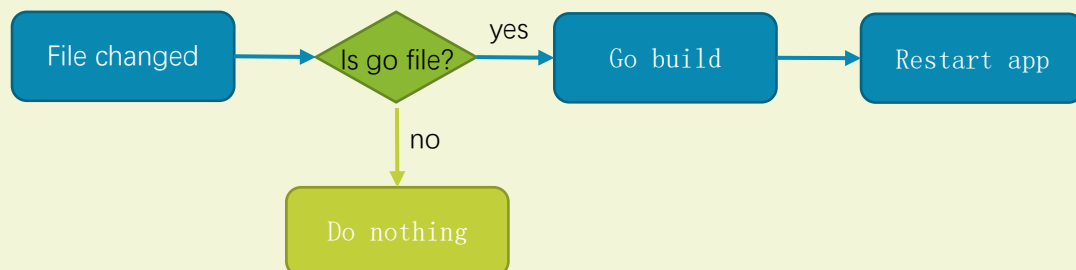 File changed
Is go file?
yes
Go build
Restart app
no
Do nothing